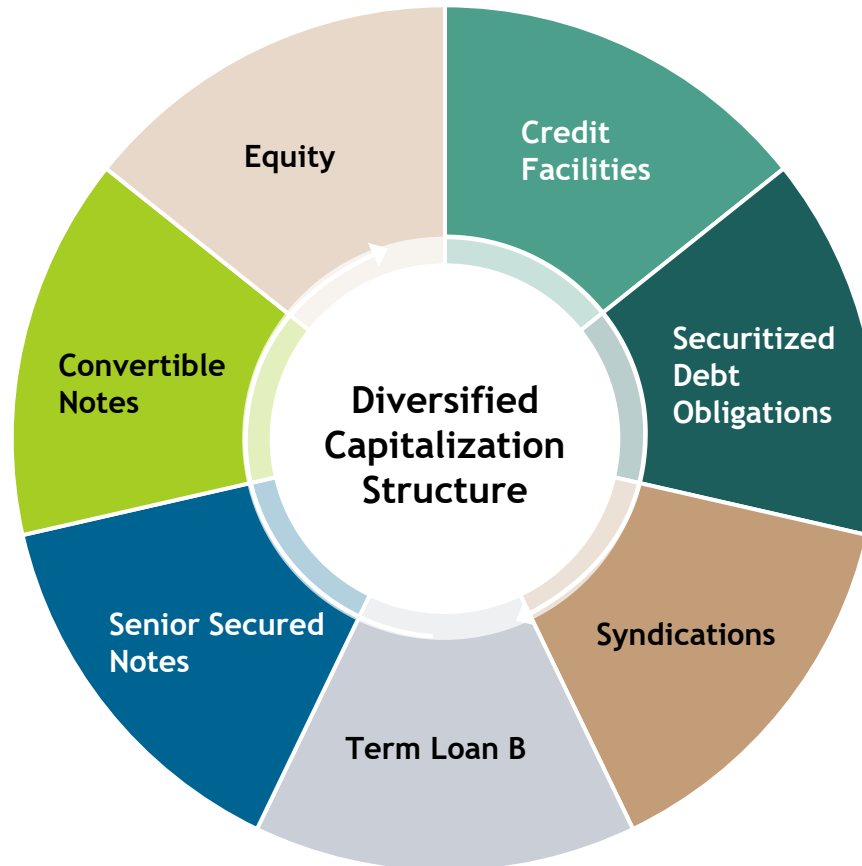 Equity
Credit
Facilities
Securitized
Debt
Obligations
Syndications
Term Loan B
Senior Secured
Notes
Convertible
Notes
Diversified
Capitalization
Structure